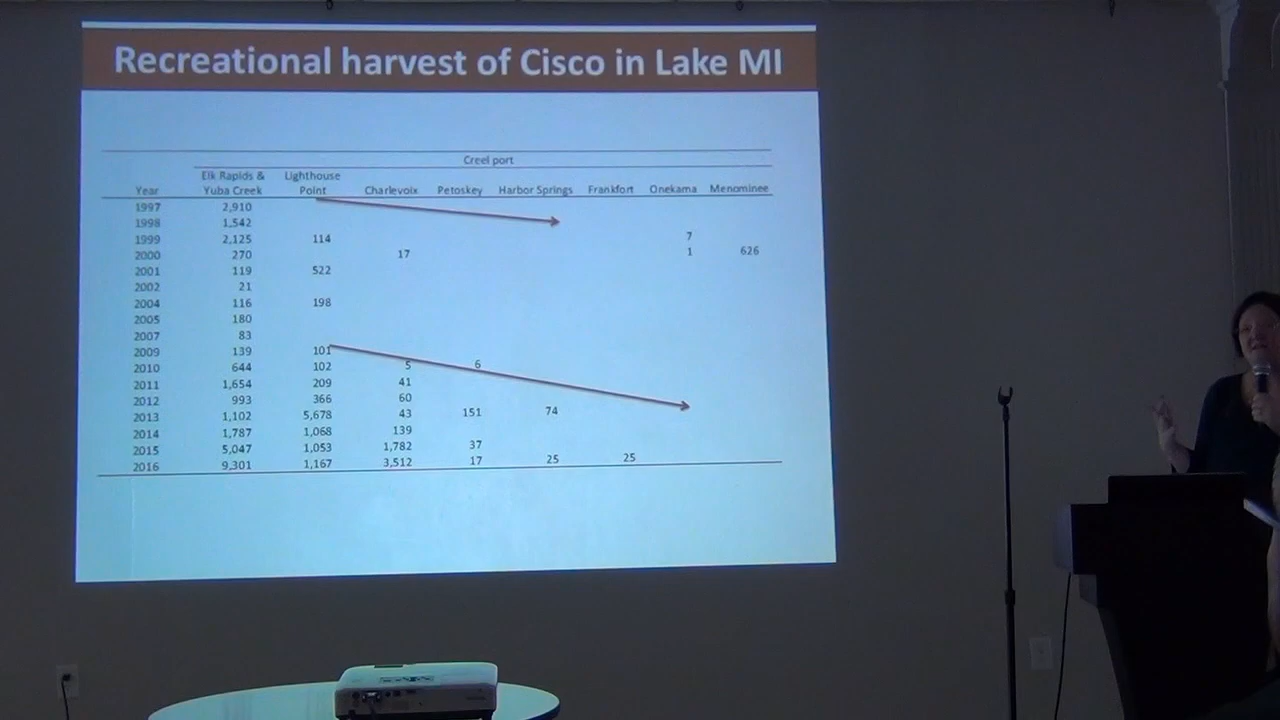 Recreational harvest of Cisco in Lake MI
Creel port
Elk Rapids & Lighthouse
Year Yuba Creek Point Charlevoix Petoskey Harbor Springs Frankfort Onekama Menominee
1997 2,910
1998 1,542
1999 2,125 114 7
2000 270 17 1 626
2001 119 522
2002 21
2004 116 198
2005 180
2007 83
2009 139 101
2010 644 102 5 6
2011 1,654 209 41
2012 993 366 60
2013 1,102 5,678 43 151 74
2014 1,787 1,068 139
2015 5,047 1,053 1,782 37
2016 9,301 1,167 3,512 17 25 25